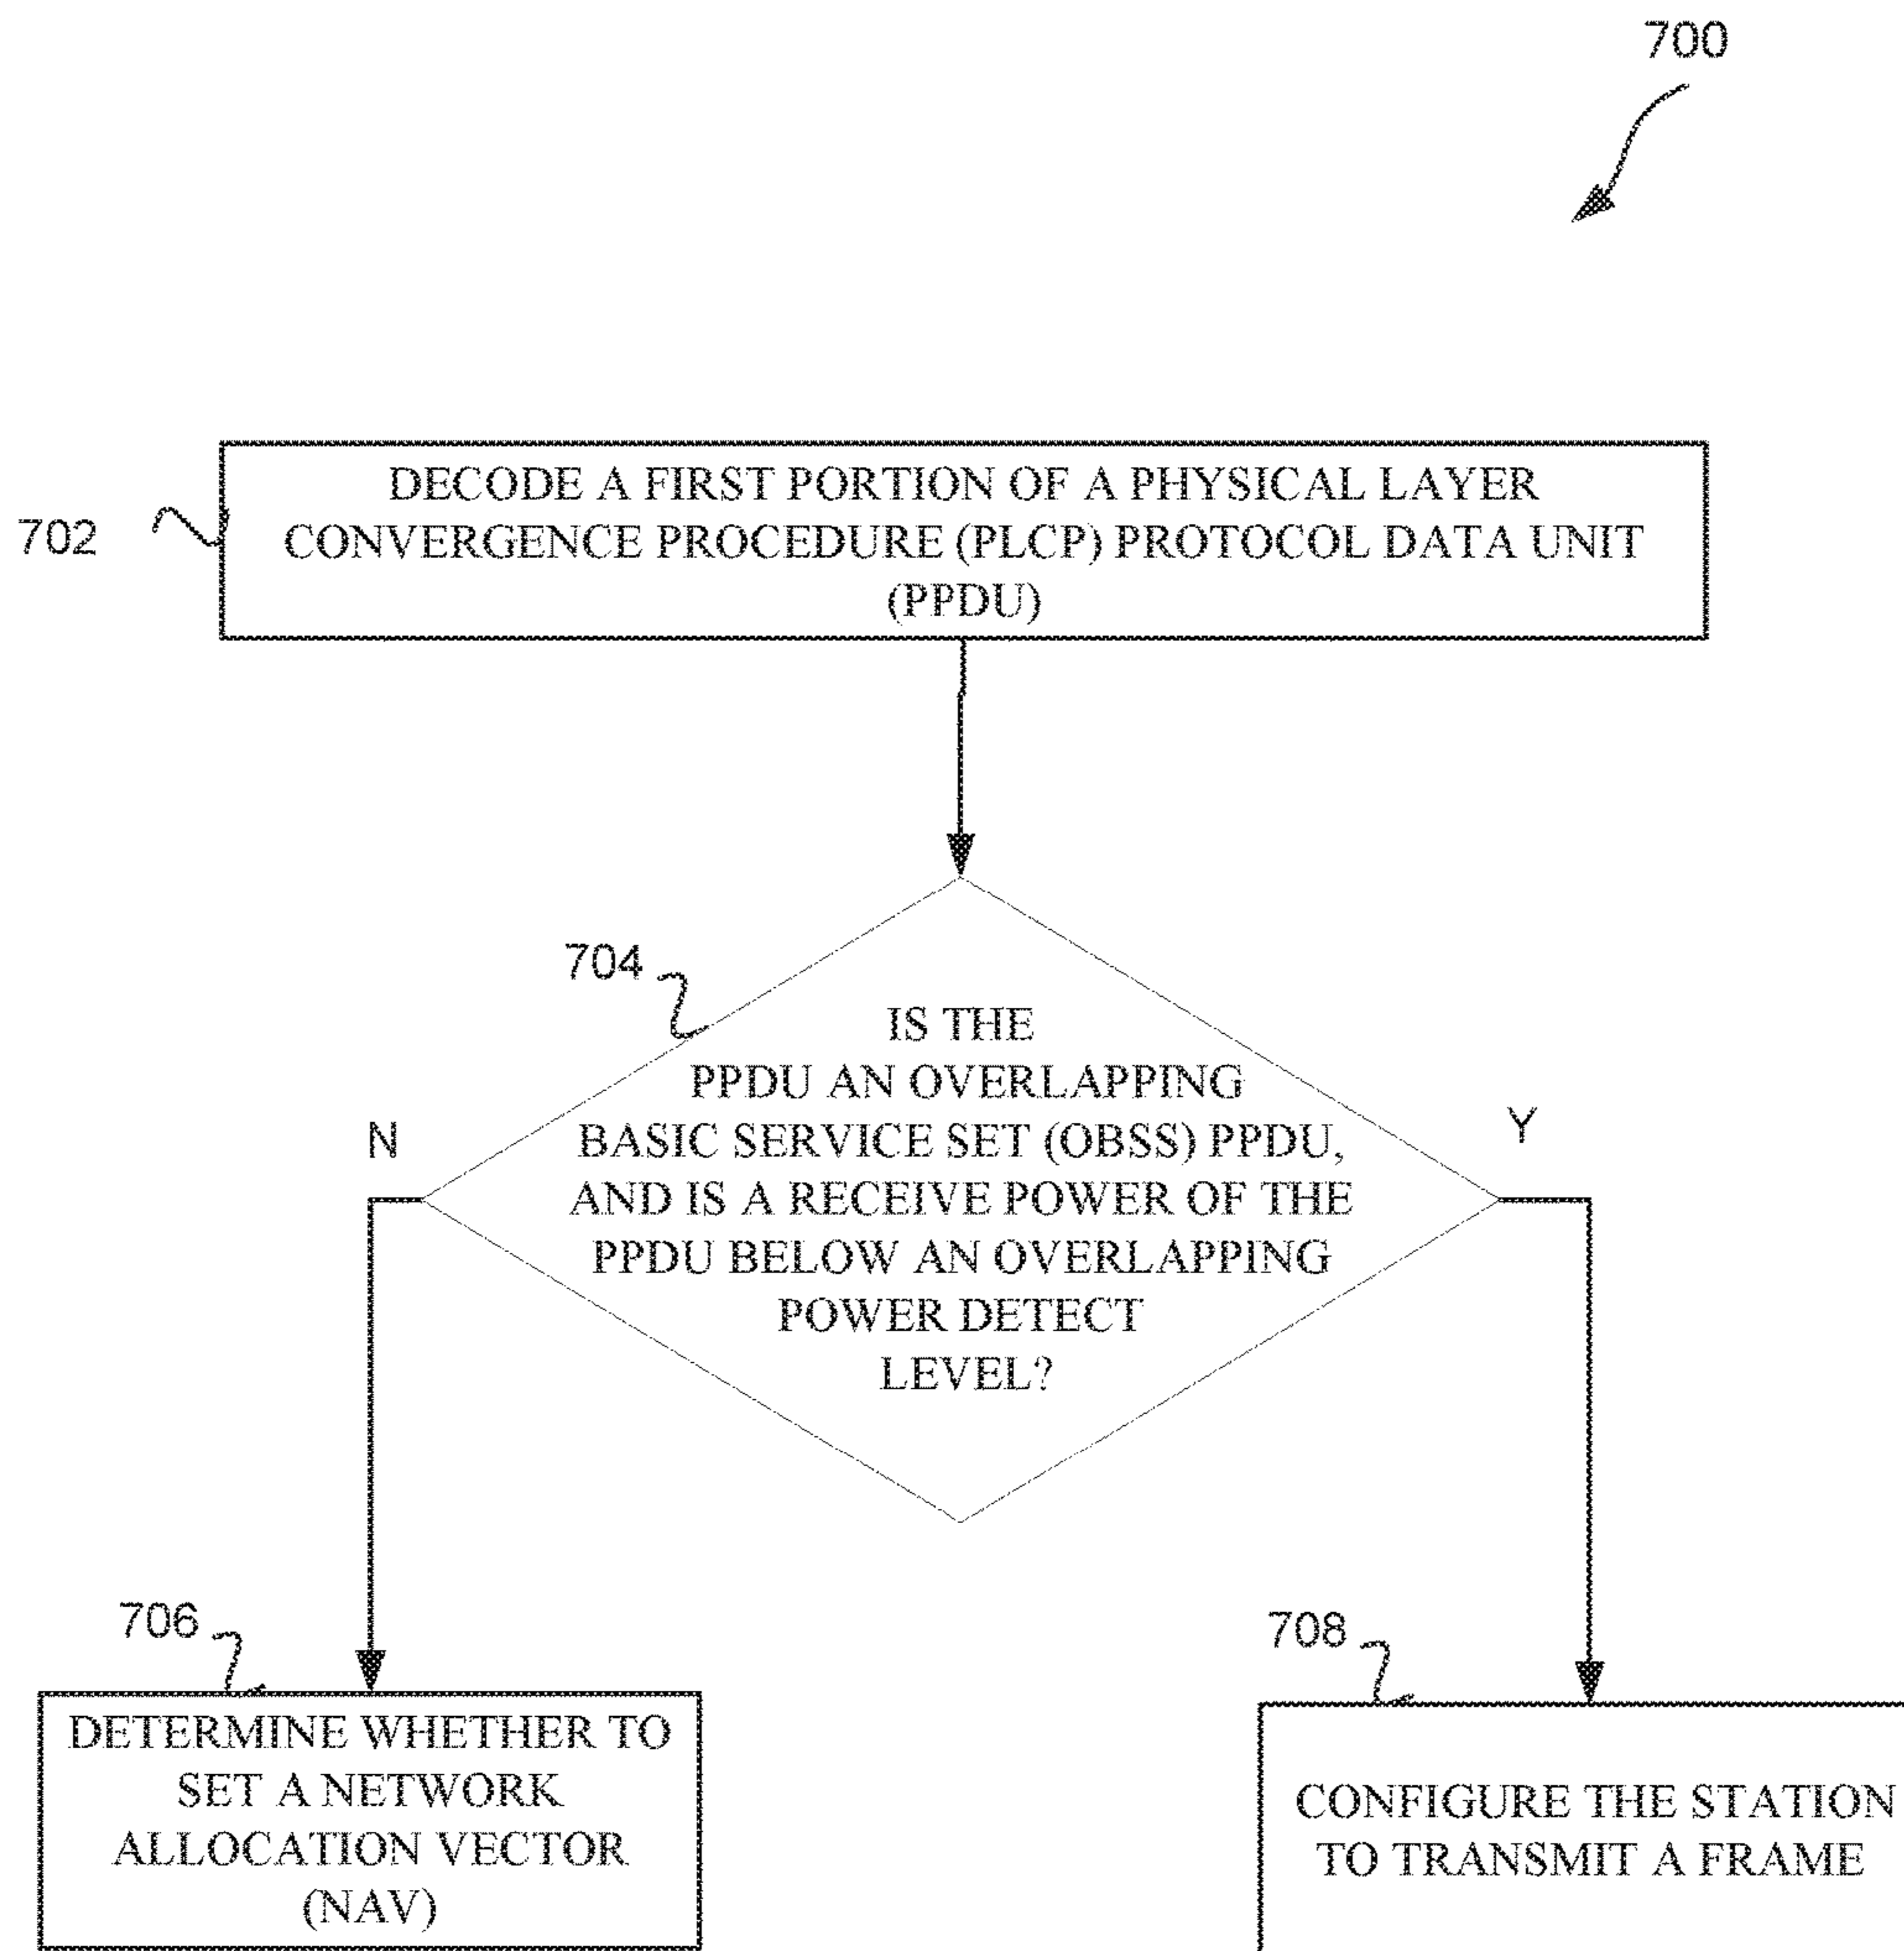 700
702
DECODE A FIRST PORTION OF A PHYSICAL LAYER
CONVERGENCE PROCEDURE (PLCP) PROTOCOL DATA UNIT
(PPDU)
704
IS THE
PPDU AN OVERLAPPING
BASIC SERVICE SET (OBSS) PPDU,
AND IS A RECEIVE POWER OF THE
PPDU BELOW AN OVERLAPPING
POWER DETECT
LEVEL?
N
Y
706
DETERMINE WHETHER TO
SET A NETWORK
ALLOCATION VECTOR
(NAV)
708
CONFIGURE THE STATION
TO TRANSMIT A FRAME